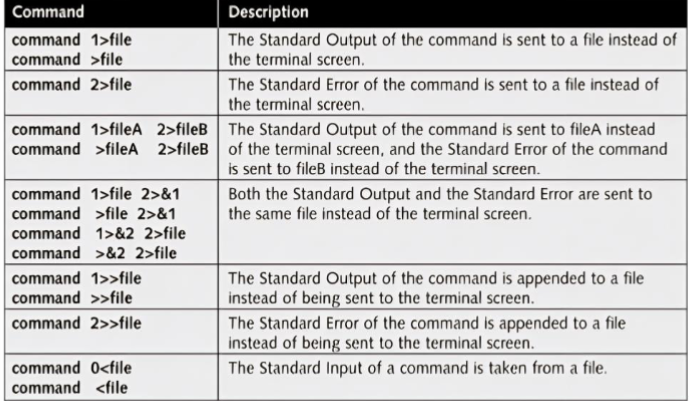 Command Description
command 1>file The Standard Output of the command is sent to a file instead of
command >file the terminal screen.
command 2>file The Standard Error of the command is sent to a file instead of
the terminal screen.
command 1>fileA 2>fileB The Standard Output of the command is sent to fileA instead
command >fileA 2>fileB of the terminal screen, and the Standard Error of the command
is sent to fileB instead of the terminal screen.
command 1>file 2>&1 Both the Standard Output and the Standard Error are sent to
command >file 2>&1 the same file instead of the terminal screen.
command 1>&2 2>file
command >&2 2>file
command 1>>file The Standard Output of the command is appended to a file
command >>file instead of being sent to the terminal screen.
command 2>>file The Standard Error of the command is appended to a file
instead of being sent to the terminal screen.
command 0<file The Standard Input of a command is taken from a file.
command <file